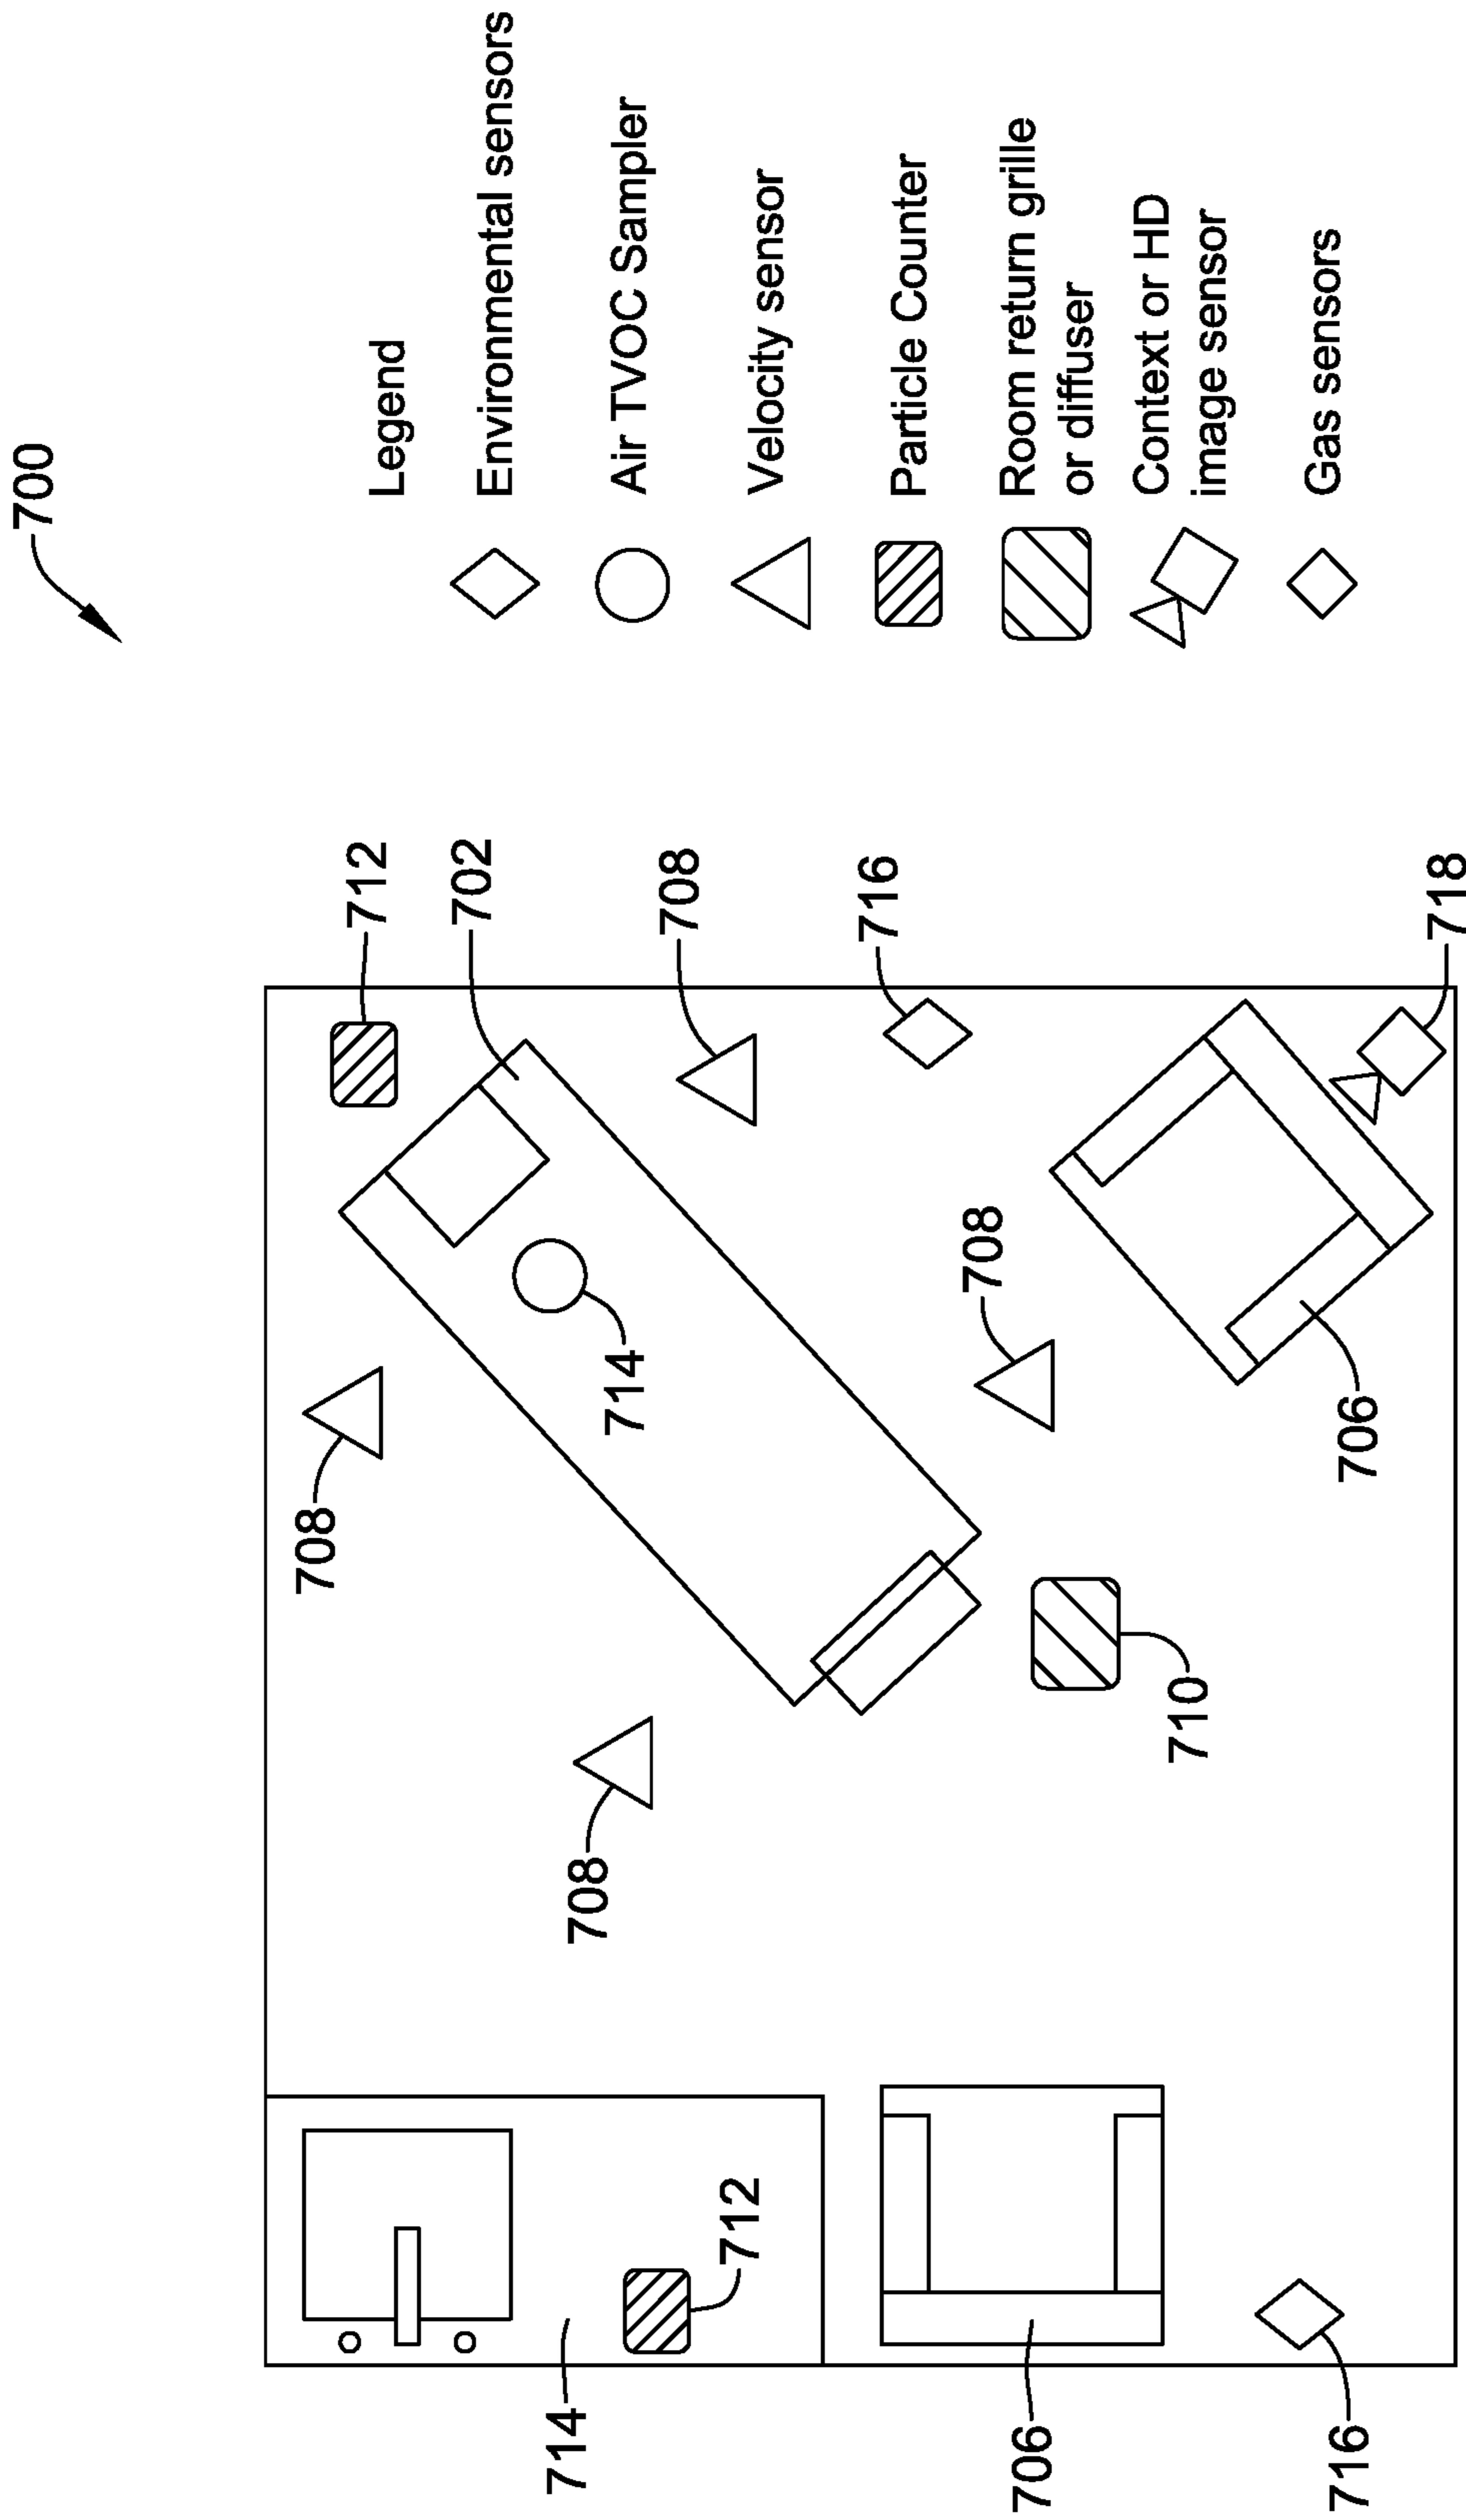 700
Legend
Environmental sensors
Air TVOC Sampler
Velocity sensor
Particle Counter
Room return grille
or diffuser
Context or HD
image sensor
Gas sensors
712
702
708
716
718
708
714
708
706
708
710
712
714
706
716